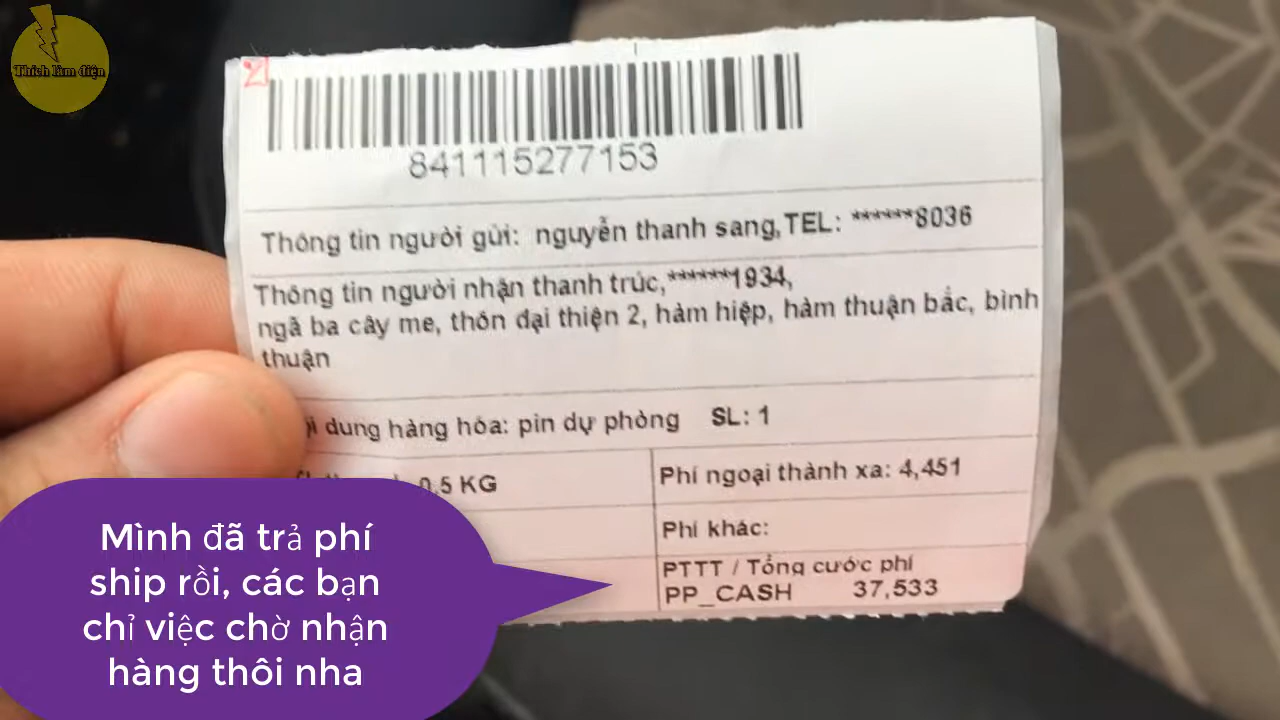 Thích làm điện
841115277153
Thông tin người gửi: nguyễn thanh sang,TEL: ******8036
Thông tin người nhận thanh trúc,******1934,
ngã ba cây me, thôn đại thiện 2, hàm hiệp, hàm thuận bắc, bình
thuận
dung hàng hóa: pin dự phòng SL: 1
0.5 KG
Phí ngoại thành xa: 4,451
Phí khác:
PTTT / Tổng cước phí
PP_CASH 37,533
Mình đã trả phí
ship rồi, các bạn
chỉ việc chờ nhận
hàng thôi nha